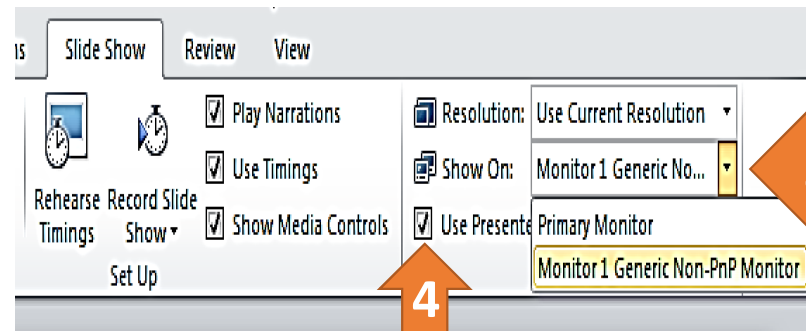 ns Slide Show Review View
Play Narrations
Use Timings
Show Media Controls
Rehearse Timings
Record Slide Show
Set Up
Resolution: Use Current Resolution
Show On: Monitor 1 Generic No...
Use Presente
Primary Monitor
Monitor 1 Generic Non-PnP Monitor
4